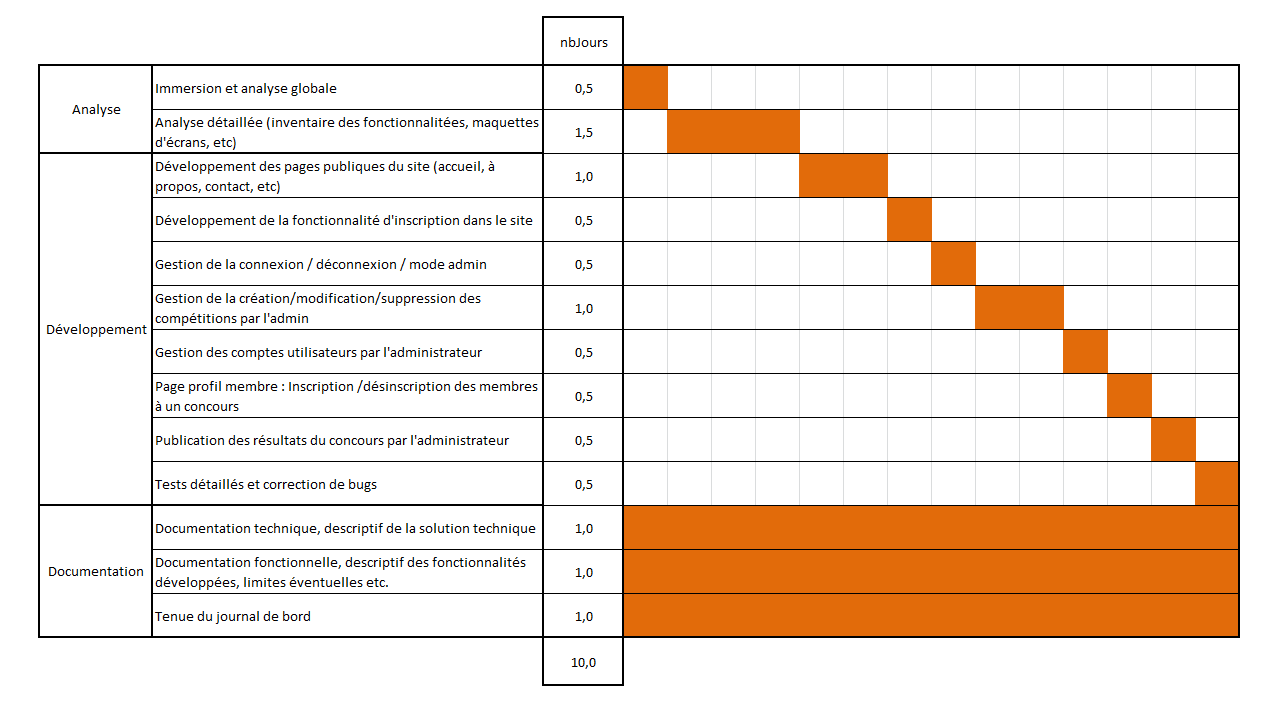 nbJours
Analyse
Immersion et analyse globale
0,5
Analyse détaillée (inventaire des fonctionnalitées, maquettes
d'écrans, etc)
1,5
Développement
Développement des pages publiques du site (accueil, à
propos, contact, etc)
1,0
Développement de la fonctionnalité d'inscription dans le site
0,5
Gestion de la connexion / déconnexion / mode admin
0,5
Gestion de la création/modification/suppression des
compétitions par l'admin
1,0
Gestion des comptes utilisateurs par l'administrateur
0,5
Page profil membre : Inscription /désinscription des membres
à un concours
0,5
Publication des résultats du concours par l'administrateur
0,5
Tests détaillés et correction de bugs
0,5
Documentation
Documentation technique, descriptif de la solution technique
1,0
Documentation fonctionnelle, descriptif des fonctionnalités
développées, limites éventuelles etc.
1,0
Tenue du journal de bord
1,0
10,0